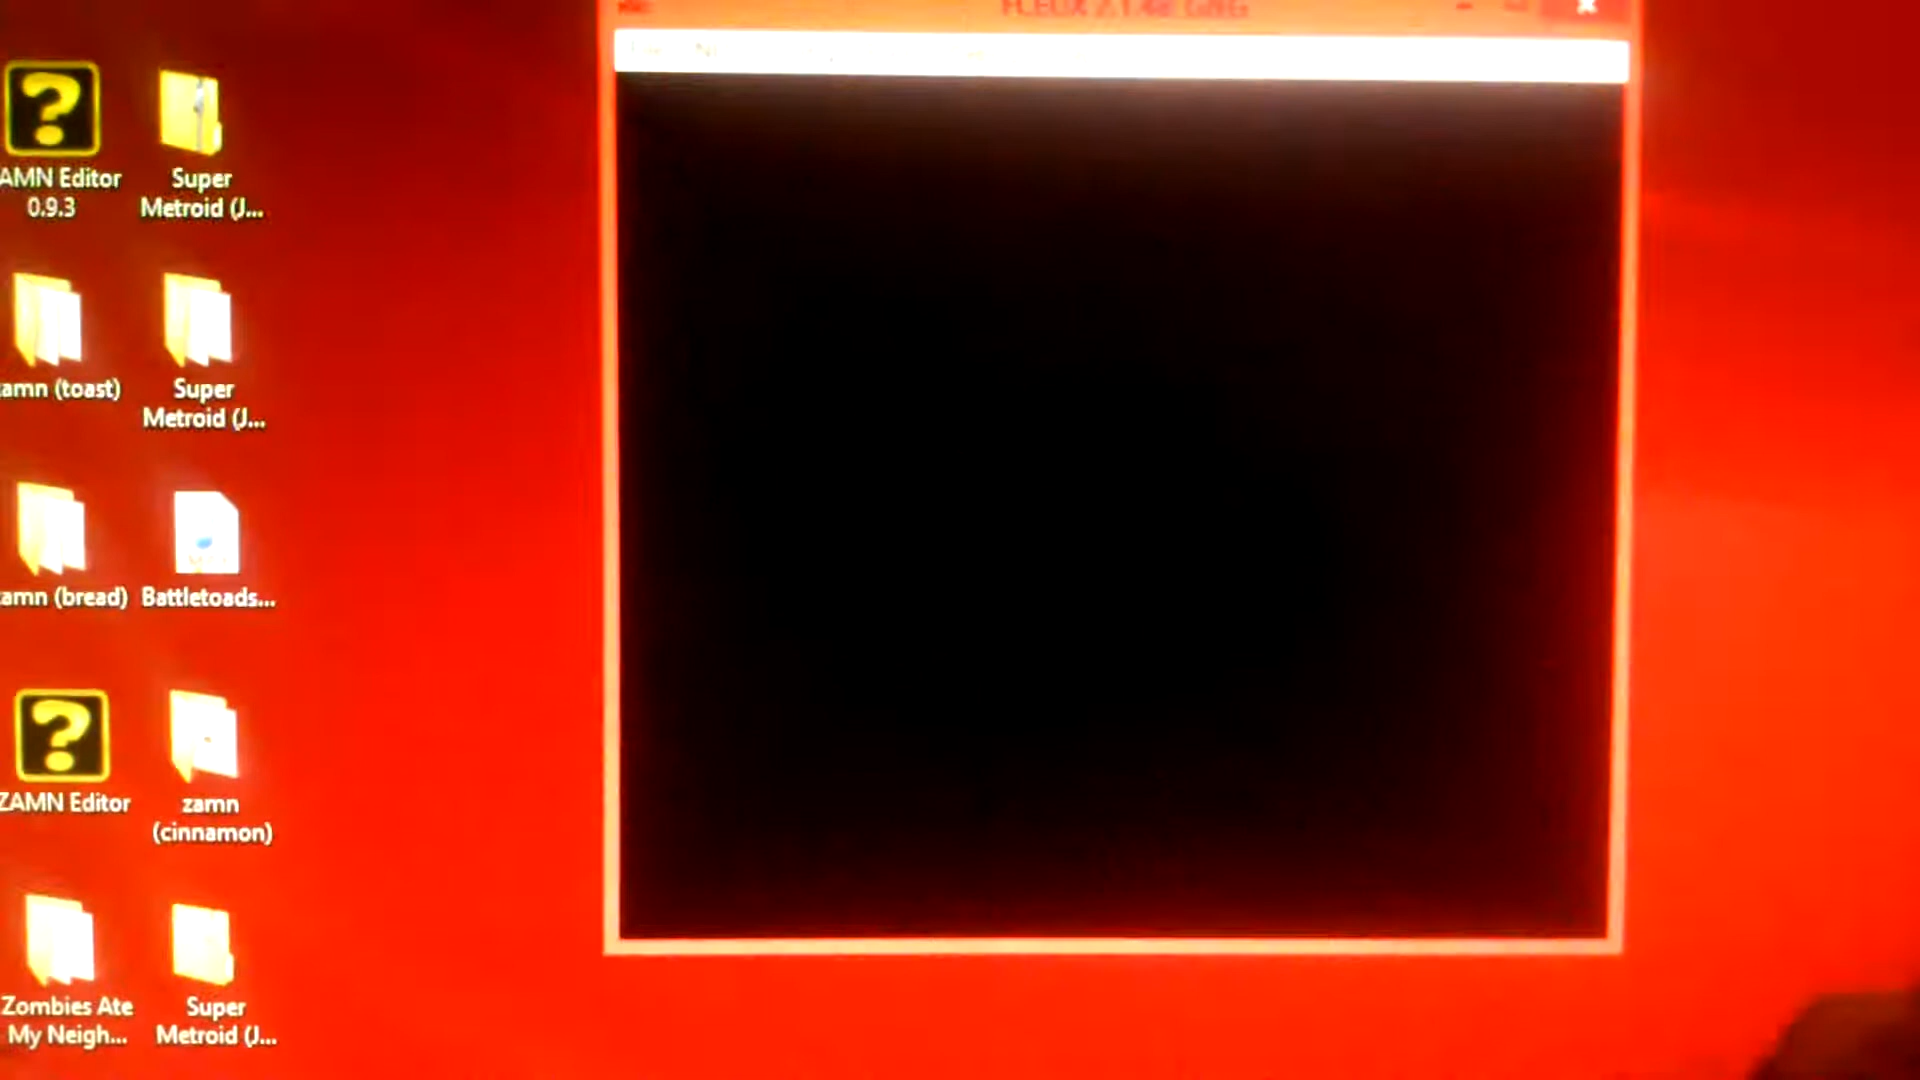 AMN Editor
0.9.3
Super
Metroid (J...
amn (toast)
Super
Metroid (J...
amn (bread)
Battletoads...
ZAMN Editor
zamn
(cinnamon)
Zombies Ate
My Neigh...
Super
Metroid (J...